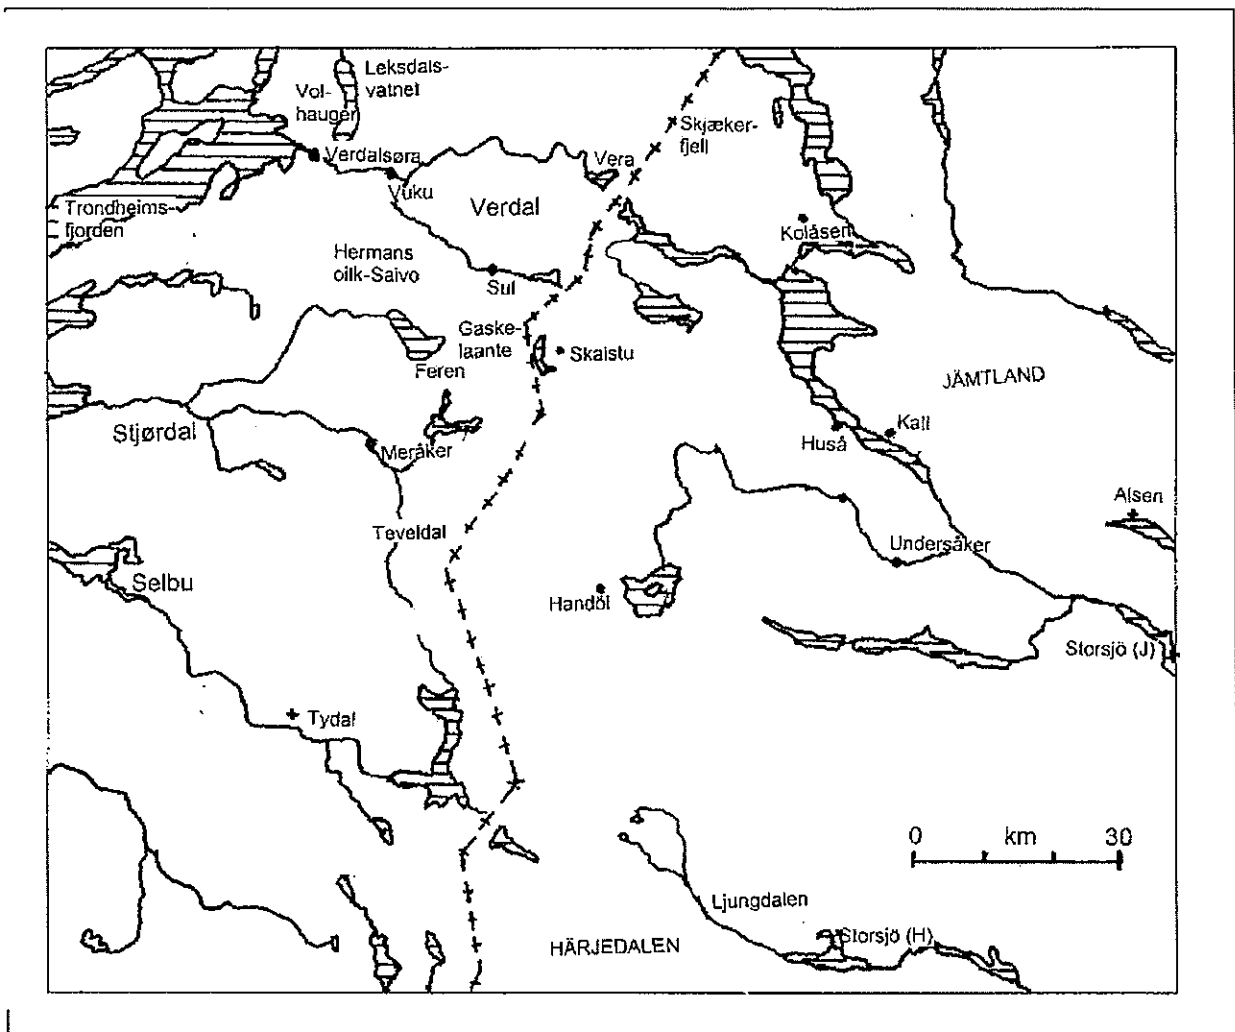 Leksdals-
vatnet
Vol-
hauger
Skjæker-
fjell
Verdalsøra
Vera
Vuku
Verdal
Trondheims-
fjorden
Kolåsen
Hermans
oilk-Saivo
Sul
Gaske-
laante
Skalstu
Feren
JÄMTLAND
Stjørdal
Kall
Huså
Meråker
Alsen
Teveldal
Undersåker
Selbu
Handöl
Storsjö (J)
Tydal
0 km 30
Ljungdalen
Storsjö (H)
HÄRJEDALEN